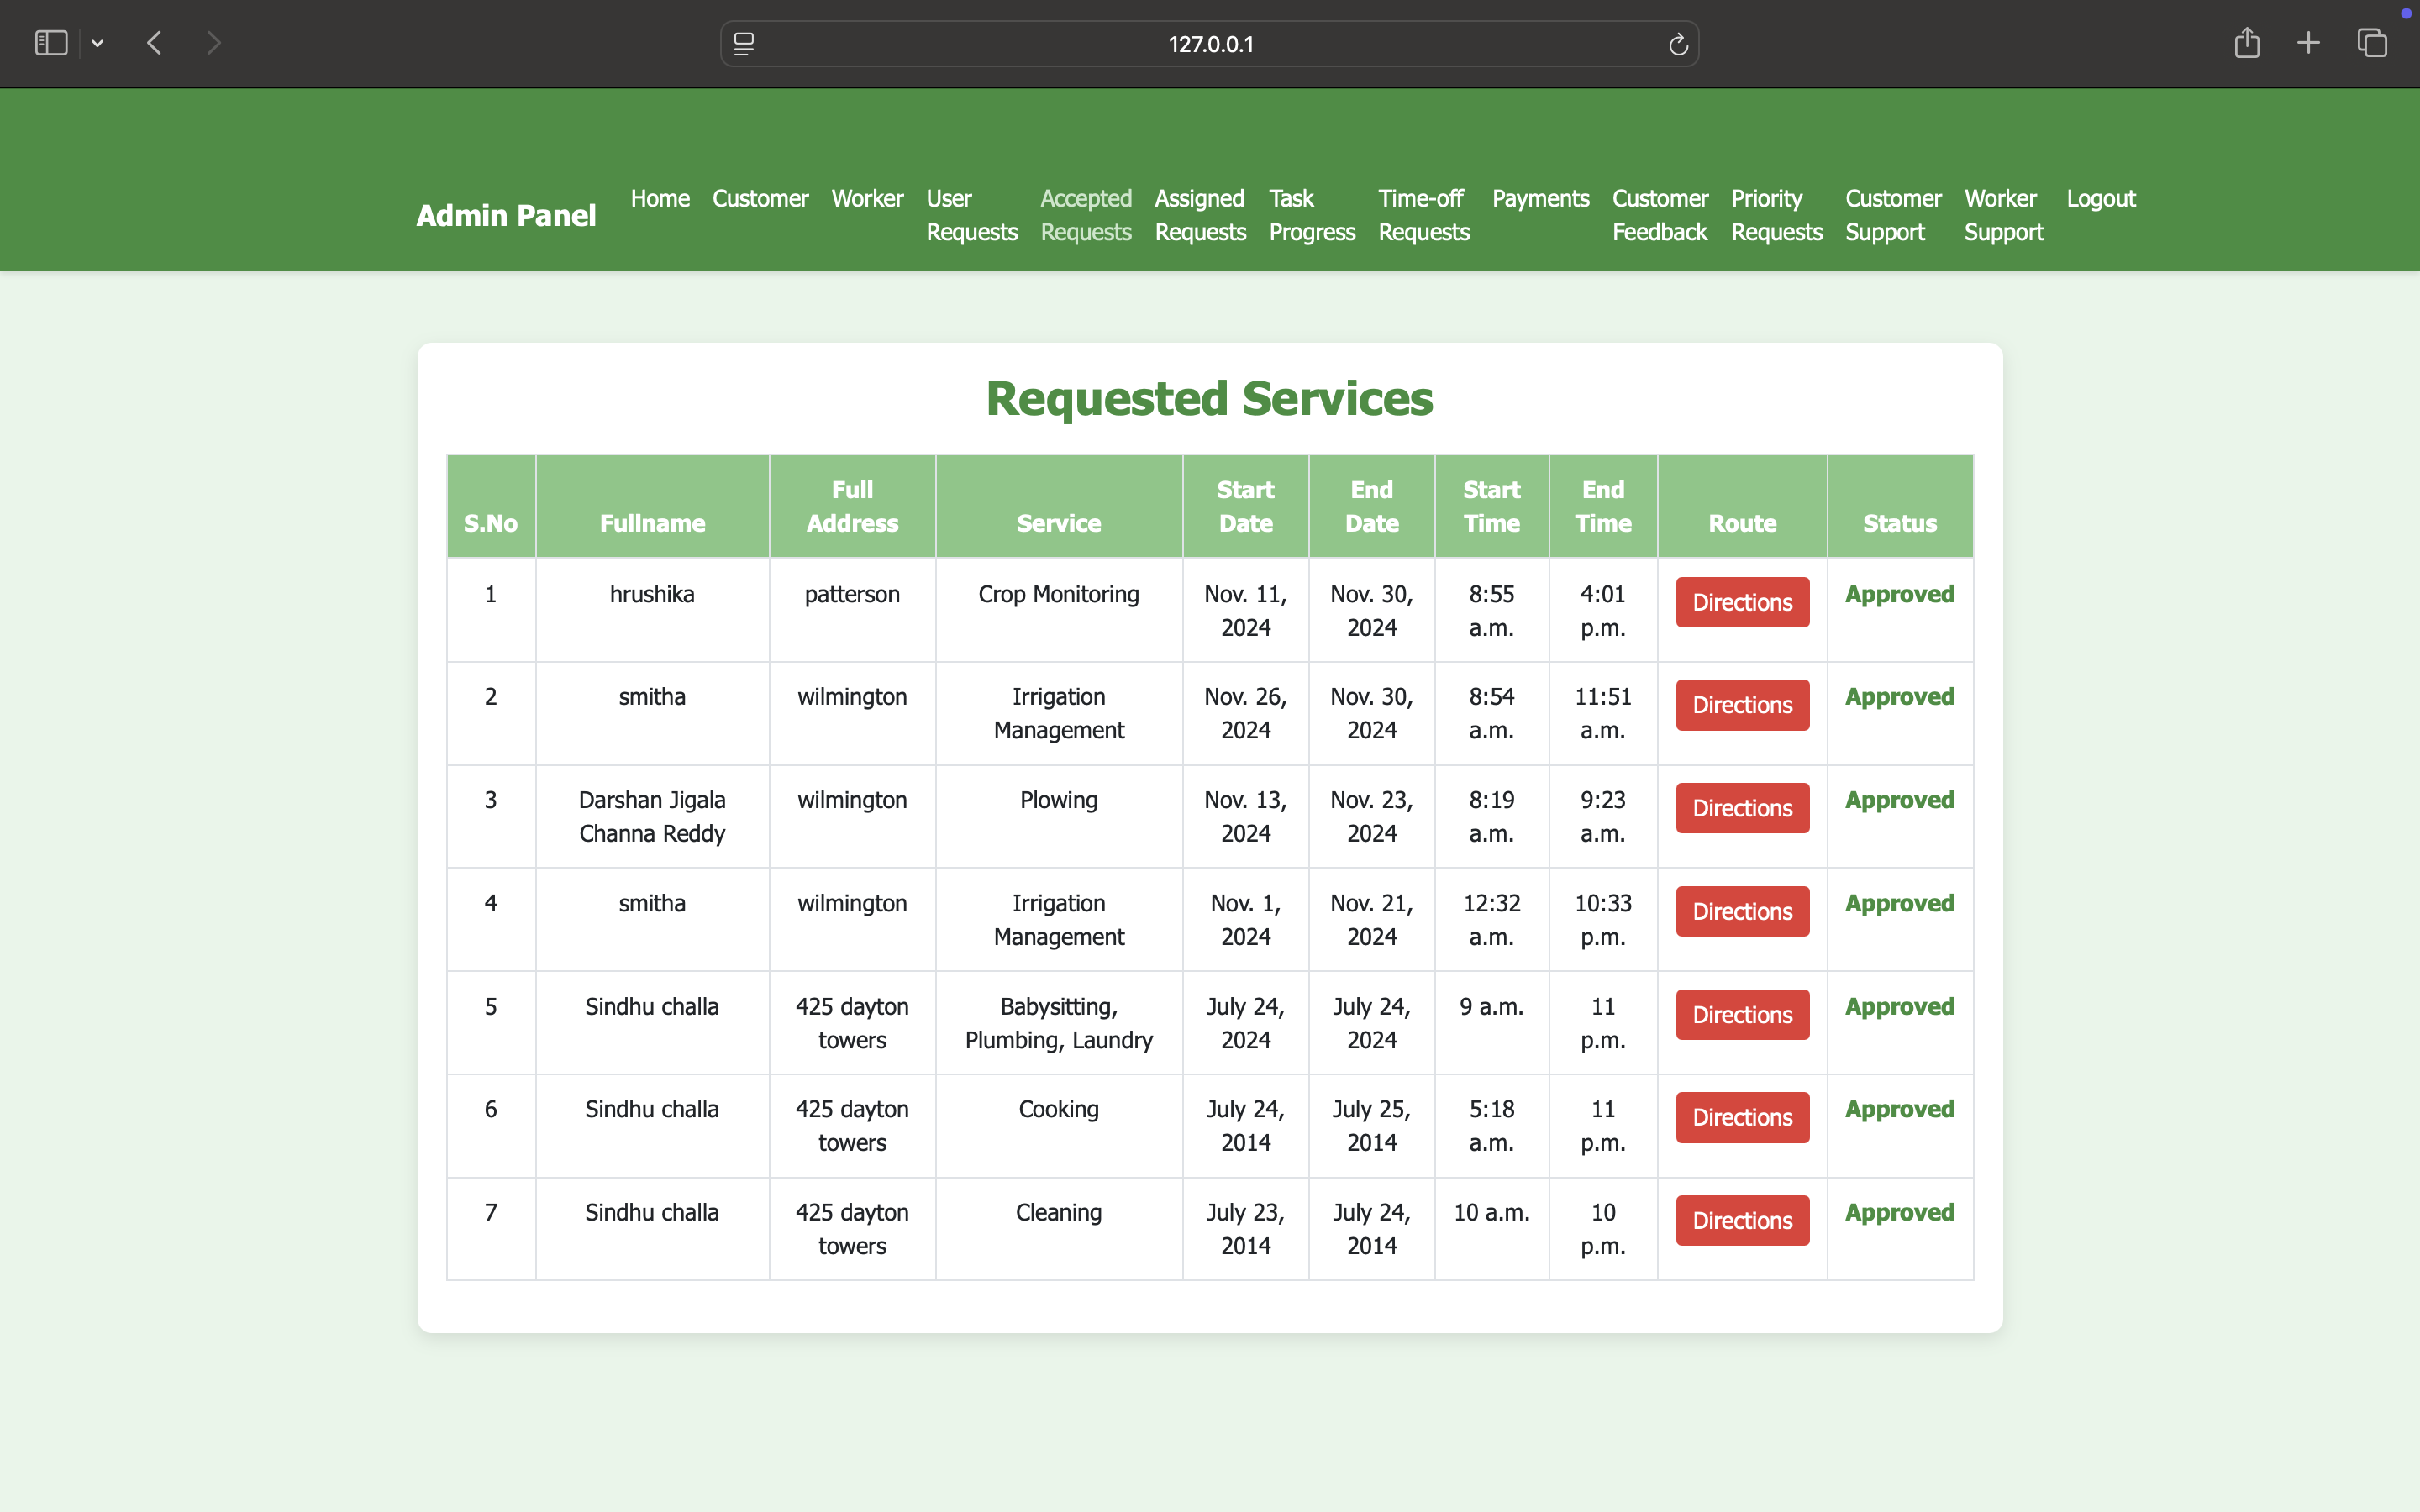 127.0.0.1
Admin Panel
Home Customer Worker User Requests Accepted Requests Assigned Requests Task Progress Time-off Requests Payments Customer Feedback Priority Requests Customer Support Worker Support Logout
Requested Services
S.No Fullname Full Address Service Start Date End Date Start Time End Time Route Status
1 hrushika patterson Crop Monitoring Nov. 11, 2024 Nov. 30, 2024 8:55 a.m. 4:01 p.m. Directions Approved
2 smitha wilmington Irrigation Management Nov. 26, 2024 Nov. 30, 2024 8:54 a.m. 11:51 a.m. Directions Approved
3 Darshan Jigala Channa Reddy wilmington Plowing Nov. 13, 2024 Nov. 23, 2024 8:19 a.m. 9:23 a.m. Directions Approved
4 smitha wilmington Irrigation Management Nov. 1, 2024 Nov. 21, 2024 12:32 a.m. 10:33 p.m. Directions Approved
5 Sindhu challa 425 dayton towers Babysitting, Plumbing, Laundry July 24, 2024 July 24, 2024 9 a.m. 11 p.m. Directions Approved
6 Sindhu challa 425 dayton towers Cooking July 24, 2014 July 25, 2014 5:18 a.m. 11 p.m. Directions Approved
7 Sindhu challa 425 dayton towers Cleaning July 23, 2014 July 24, 2014 10 a.m. 10 p.m. Directions Approved